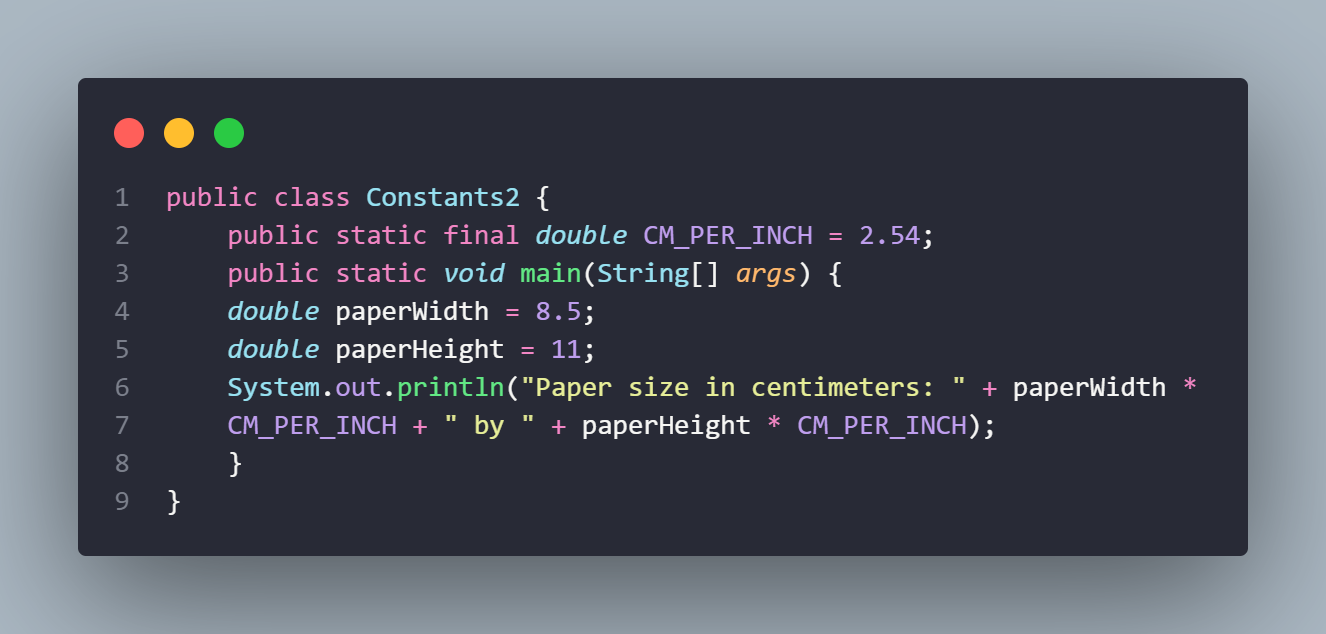 1 public class Constants2 {
2     public static final double CM_PER_INCH = 2.54;
3     public static void main(String[] args) {
4     double paperWidth = 8.5;
5     double paperHeight = 11;
6     System.out.println("Paper size in centimeters: " + paperWidth *
7     CM_PER_INCH + " by " + paperHeight * CM_PER_INCH);
8     }
9 }